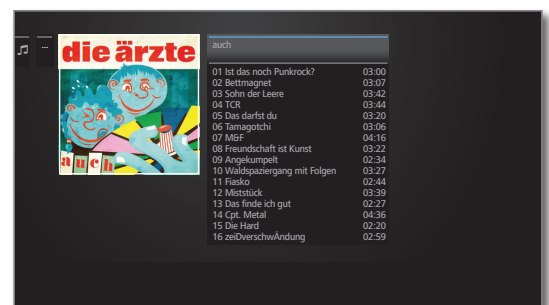 ...
die ärzte
auch
auch
01 Ist das noch Punkrock? 03:00
02 Bettmagnet 03:07
03 Sohn der Leere 03:42
04 TCR 03:44
05 Das darfst du 03:20
06 Tamagotchi 03:06
07 M&F 04:16
08 Freundschaft ist Kunst 03:22
09 Angekumpelt 02:34
10 Waldspaziergang mit Folgen 03:27
11 Fiasko 02:44
12 Miststück 03:39
13 Das finde ich gut 02:27
14 Cpt. Metal 04:36
15 Die Hard 02:20
16 zeiDverschwÄndung 02:59